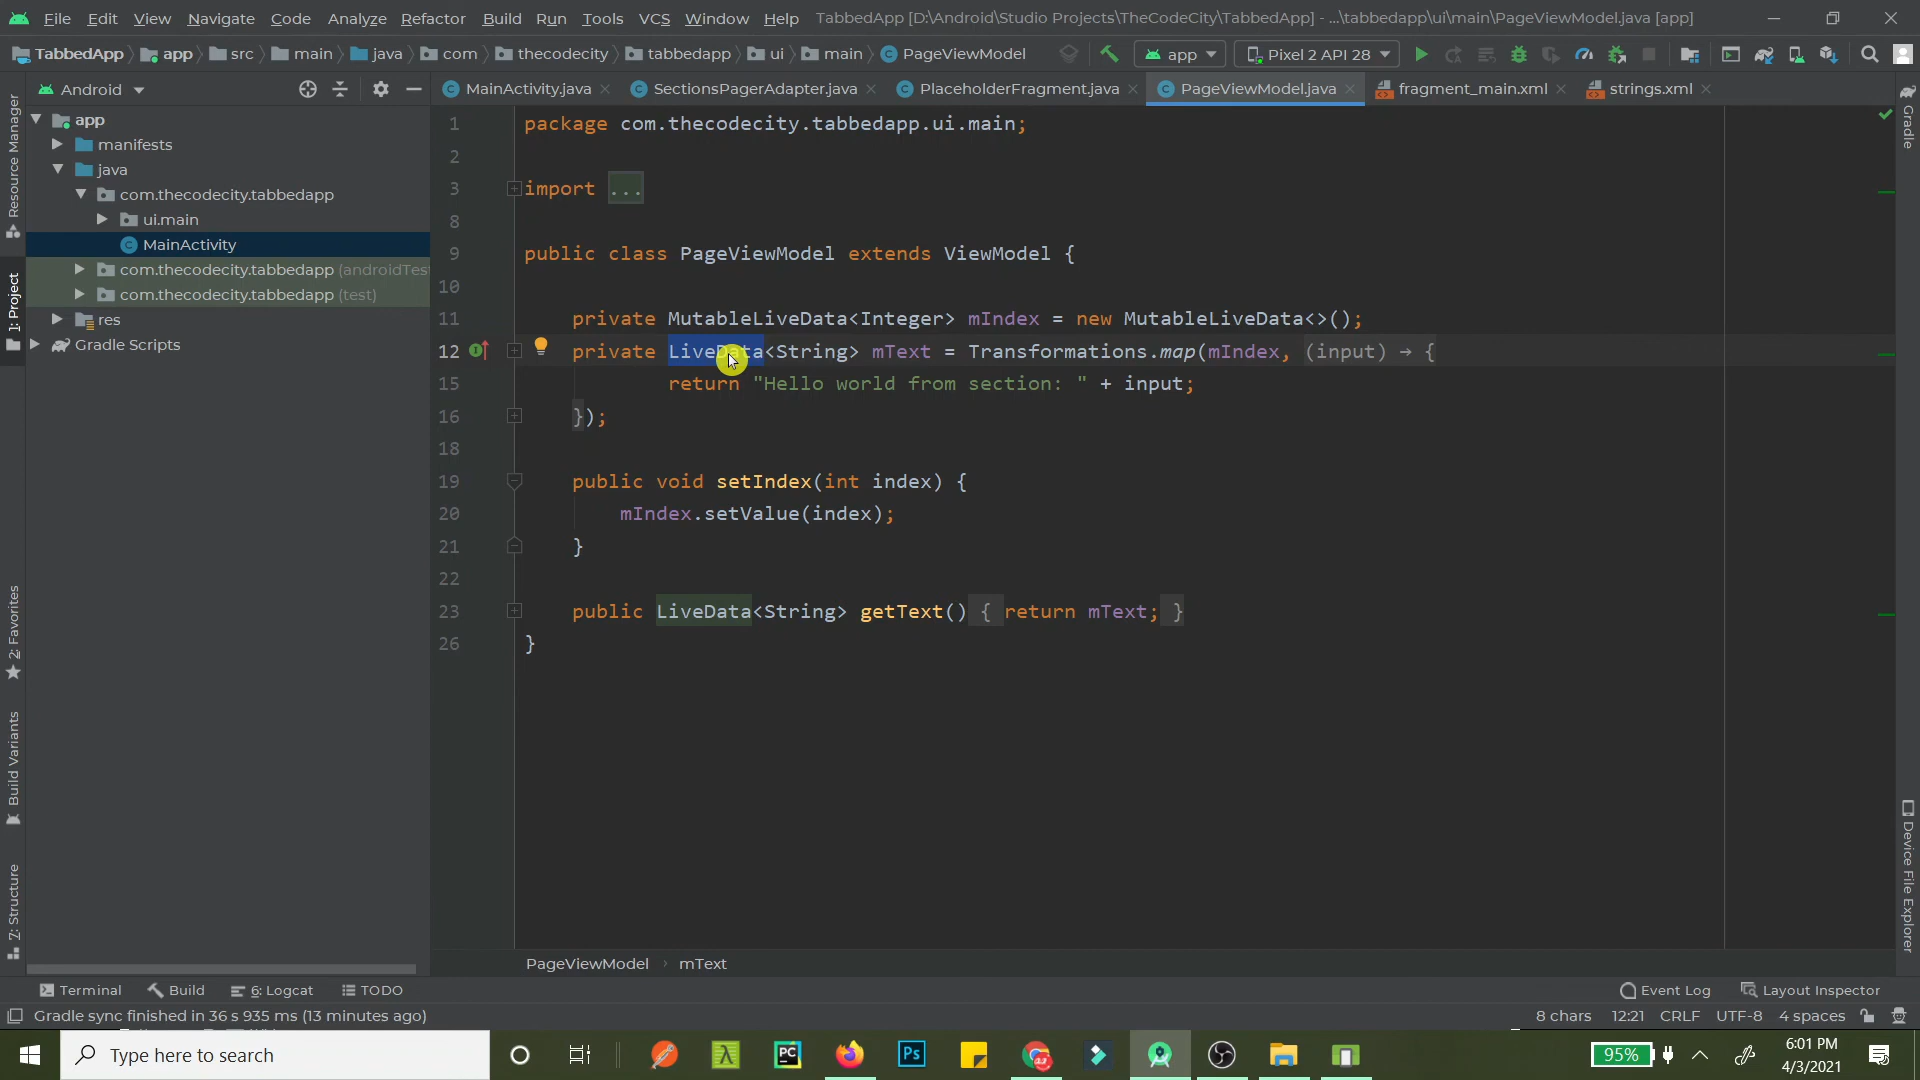 File Edit View Navigate Code Analyze Refactor Build Run Tools VCS Window Help TabbedApp [D:\Android\Studio Projects\TheCodeCity\TabbedApp] - ...\tabbedapp\ui\main\PageViewModel.java [app]
TabbedApp app src main java com thecodecity tabbedapp ui main PageViewModel app Pixel 2 API 28
Android MainActivity.java SectionsPagerAdapter.java PlaceholderFragment.java PageViewModel.java fragment_main.xml strings.xml
app
manifests
java
com.thecodecity.tabbedapp
ui.main
MainActivity
com.thecodecity.tabbedapp (androidTest
com.thecodecity.tabbedapp (test)
res
Gradle Scripts
Resource Manager
1: Project
2: Favorites
Build Variants
7: Structure
1 package com.thecodecity.tabbedapp.ui.main;
2
3 import ...
8
9 public class PageViewModel extends ViewModel {
10
11 private MutableLiveData<Integer> mIndex = new MutableLiveData<>();
12 private LiveData<String> mText = Transformations.map(mIndex, (input) → {
15 return "Hello world from section: " + input;
16 });
18
19 public void setIndex(int index) {
20 mIndex.setValue(index);
21 }
22
23 public LiveData<String> getText() { return mText; }
26 }
Gradle
Device File Explorer
PageViewModel › mText
Terminal Build 6: Logcat TODO Event Log Layout Inspector
Gradle sync finished in 36 s 935 ms (13 minutes ago) 8 chars 12:21 CRLF UTF-8 4 spaces
Type here to search PC Ps 95% 6:01 PM
4/3/2021